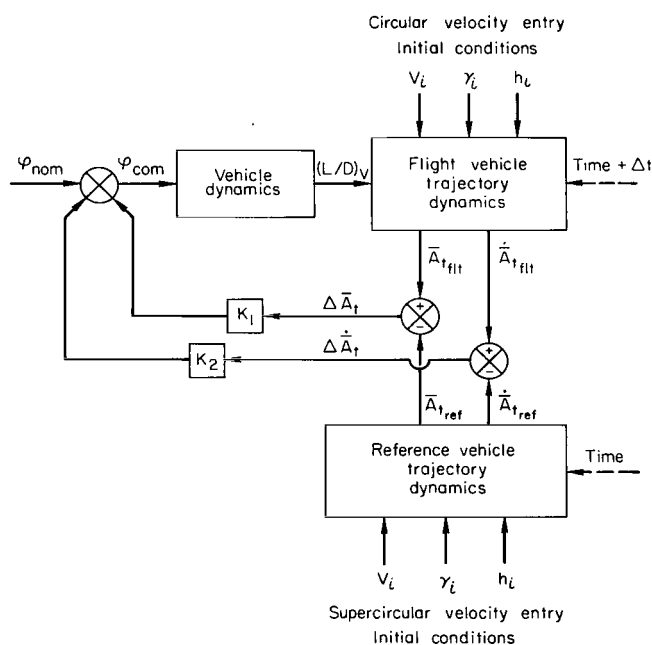 Circular velocity entry
Initial conditions
V_i γ_i h_i
φ_nom φ_com Vehicle dynamics (L/D)_V Flight vehicle trajectory dynamics Time + Δt
Ā_t_flt Ā̇_t_flt
+
−
K_1 Δ Ā_t
+
−
K_2 Δ Ā̇_t
Ā_t_ref Ā̇_t_ref
Reference vehicle
trajectory
dynamics
Time
V_i γ_i h_i
Supercircular velocity entry
Initial conditions